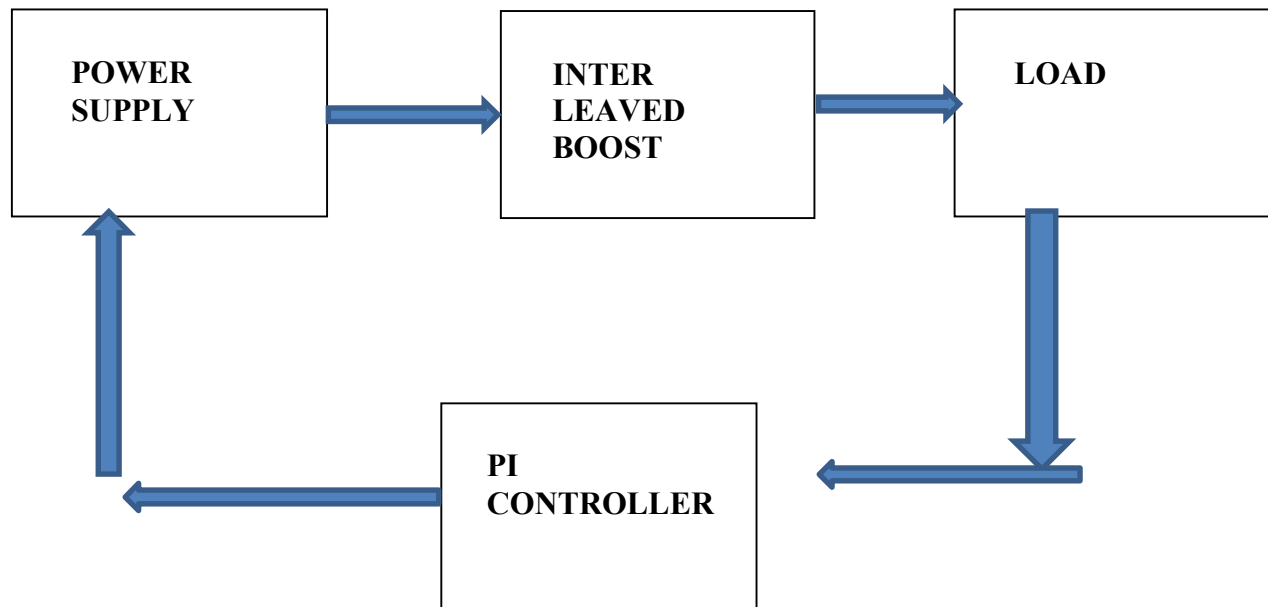 POWER
SUPPLY
INTER
LEAVED
BOOST
LOAD
PI
CONTROLLER